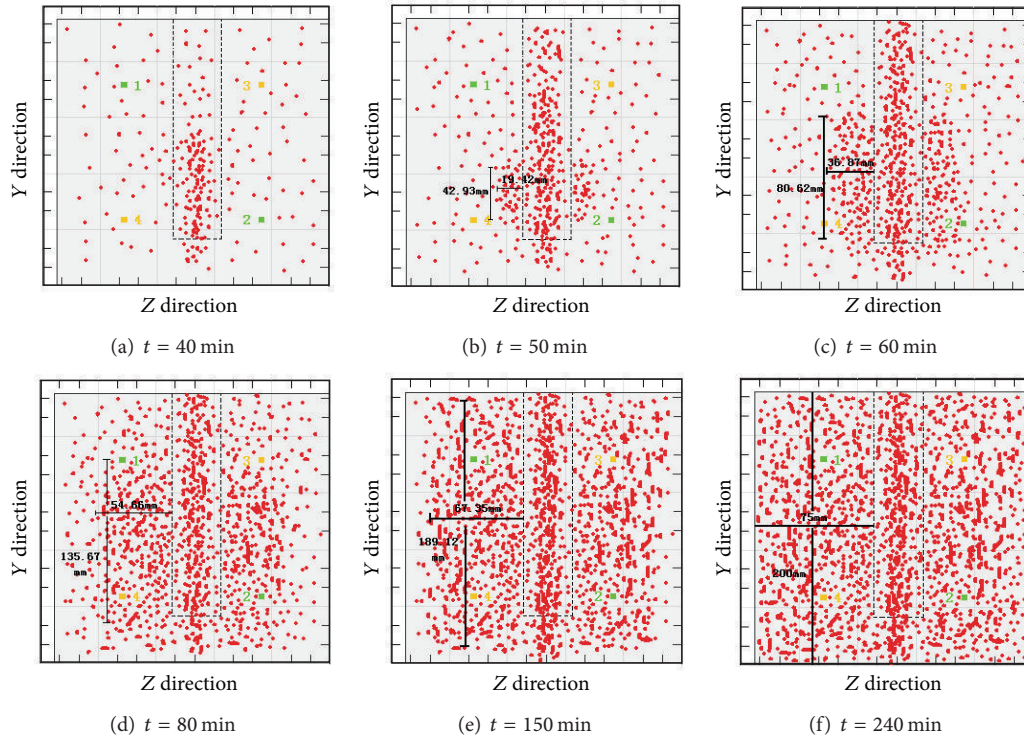 Y direction
1
3
4
2
Z direction
(a) t = 40 min
Y direction
1
3
19.42mm
42.93mm
4
2
Z direction
(b) t = 50 min
Y direction
1
3
36.87mm
80.62mm
4
2
Z direction
(c) t = 60 min
Y direction
1
3
54.66mm
135.67
mm
4
2
Z direction
(d) t = 80 min
Y direction
1
3
67.35mm
189.12
mm
4
2
Z direction
(e) t = 150 min
Y direction
1
3
75mm
200mm
4
2
Z direction
(f) t = 240 min